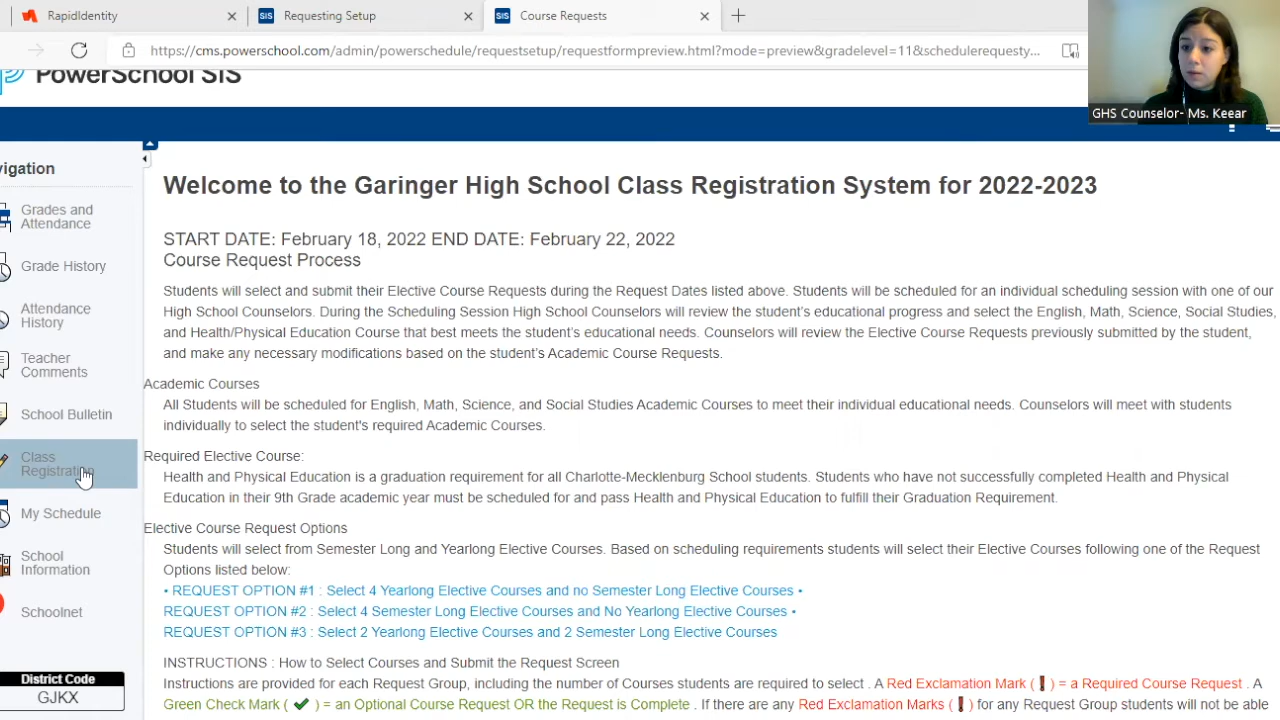 RapidIdentity
Requesting Setup
Course Requests
https://cms.powerschool.com/admin/powerschedule/requestsetup/requestformpreview.html?mode=preview&gradelevel=11&schedulerequesty...
PowerSchool SIS
GHS Counselor- Ms. Keear
vigation
Grades and
Attendance
Grade History
Attendance
History
Teacher
Comments
School Bulletin
Class
Registration
My Schedule
School
Information
Schoolnet
District Code
GJKX
Welcome to the Garinger High School Class Registration System for 2022-2023
START DATE: February 18, 2022 END DATE: February 22, 2022
Course Request Process
Students will select and submit their Elective Course Requests during the Request Dates listed above. Students will be scheduled for an individual scheduling session with one of our
High School Counselors. During the Scheduling Session High School Counselors will review the student's educational progress and select the English, Math, Science, Social Studies,
and Health/Physical Education Course that best meets the student's educational needs. Counselors will review the Elective Course Requests previously submitted by the student,
and make any necessary modifications based on the student's Academic Course Requests.
Academic Courses
All Students will be scheduled for English, Math, Science, and Social Studies Academic Courses to meet their individual educational needs. Counselors will meet with students
individually to select the student's required Academic Courses.
Required Elective Course:
Health and Physical Education is a graduation requirement for all Charlotte-Mecklenburg School students. Students who have not successfully completed Health and Physical
Education in their 9th Grade academic year must be scheduled for and pass Health and Physical Education to fulfill their Graduation Requirement.
Elective Course Request Options
Students will select from Semester Long and Yearlong Elective Courses. Based on scheduling requirements students will select their Elective Courses following one of the Request
Options listed below:
• REQUEST OPTION #1 : Select 4 Yearlong Elective Courses and no Semester Long Elective Courses •
REQUEST OPTION #2 : Select 4 Semester Long Elective Courses and No Yearlong Elective Courses •
REQUEST OPTION #3 : Select 2 Yearlong Elective Courses and 2 Semester Long Elective Courses
INSTRUCTIONS : How to Select Courses and Submit the Request Screen
Instructions are provided for each Request Group, including the number of Courses students are required to select . A Red Exclamation Mark ( ! ) = a Required Course Request . A
Green Check Mark ( ✔ ) = an Optional Course Request OR the Request is Complete . If there are any Red Exclamation Marks ( ! ) for any Request Group students will not be able